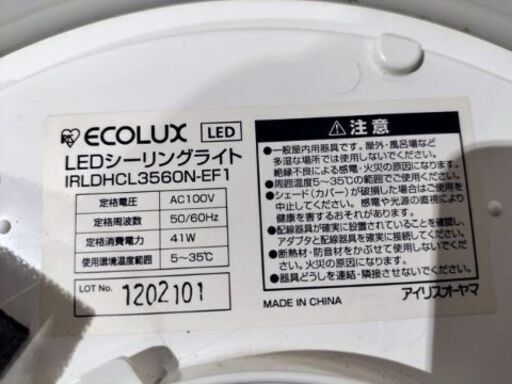 ECOLUX LED
LEDシーリングライト
IRLDHCL3560N-EF1
定格電圧 AC100V
定格周波数 50/60Hz
定格消費電力 41W
使用環境温度範囲 5~35℃
LOT No. 1202101
注意
●一般屋内用器具です。屋外・風呂場など
多湿な場所では使用しないでください。
絶縁不良による感電・火災の原因になります。
●周囲温度5~35℃の範囲でご使用ください。
●シェード(カバー)が破損した場合はご使用を
中止してください。感電や光源の直視により
健康を害するおそれがあります。
●配線器具が確実に設置されていることを確認し、
アダプタと配線器具を確実に接続してください。
●断熱材・防音材をかぶせて使用しないでくださ
い。火災の原因になります。
●器具どうしを連結・隣接させないでください。
MADE IN CHINA
アイリスオーヤマ